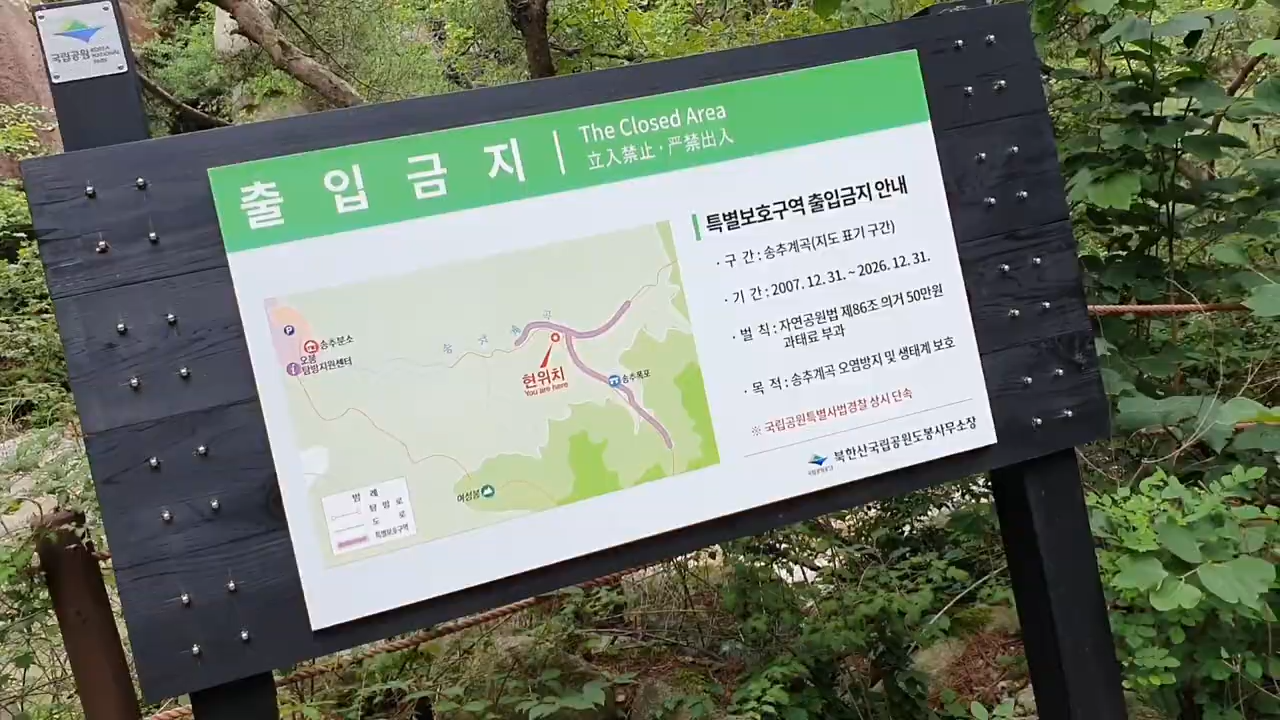 국립공원 KOREA NATIONAL PARK
출입금지
The Closed Area
立入禁止·严禁出入
특별보호구역 출입금지 안내
· 구 간 : 송추계곡(지도 표기 구간)
· 기 간 : 2007. 12. 31. ~ 2026. 12. 31.
· 벌 칙 : 자연공원법 제86조 의거 50만원
과태료 부과
· 목 적 : 송추계곡 오염방지 및 생태계 보호
※ 국립공원특별사법경찰 상시 단속
북한산국립공원도봉사무소장
P
송추분소
오봉
탐방지원센터
송추계곡
현위치
You are here
송추폭포
여성봉
범 례
탐 방 로
도 로
특별보호구역